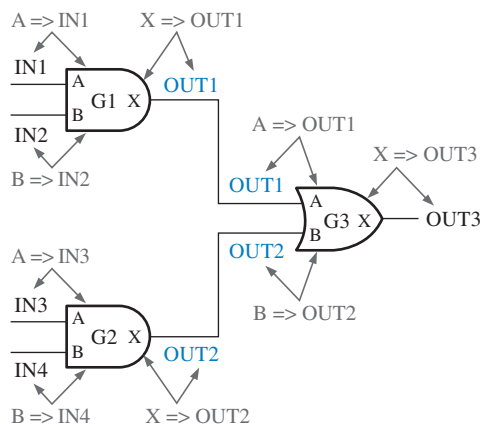 A => IN1
X => OUT1
IN1
OUT1
A
G1
X
B
IN2
B => IN2
A => OUT1
X => OUT3
OUT1
A
G3
X
OUT3
B
OUT2
B => OUT2
A => IN3
IN3
A
G2
X
B
OUT2
IN4
B => IN4
X => OUT2